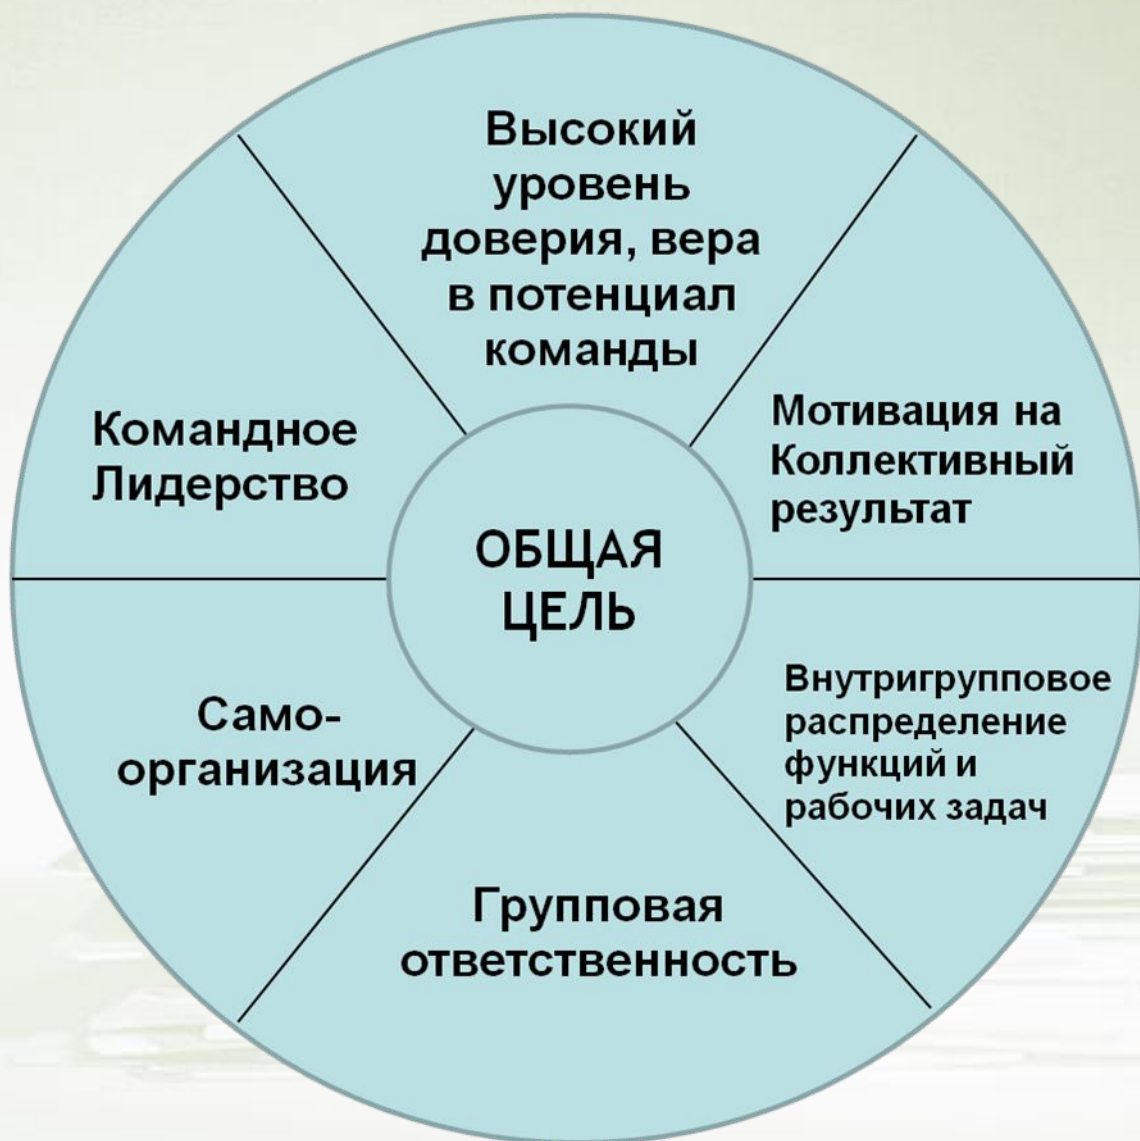 Высокий
уровень
доверия, вера
в потенциал
команды
Мотивация на
Коллективный
результат
Внутригрупповое
распределение
функций и
рабочих задач
Групповая
ответственность
Само-
организация
Командное
Лидерство
ОБЩАЯ
ЦЕЛЬ